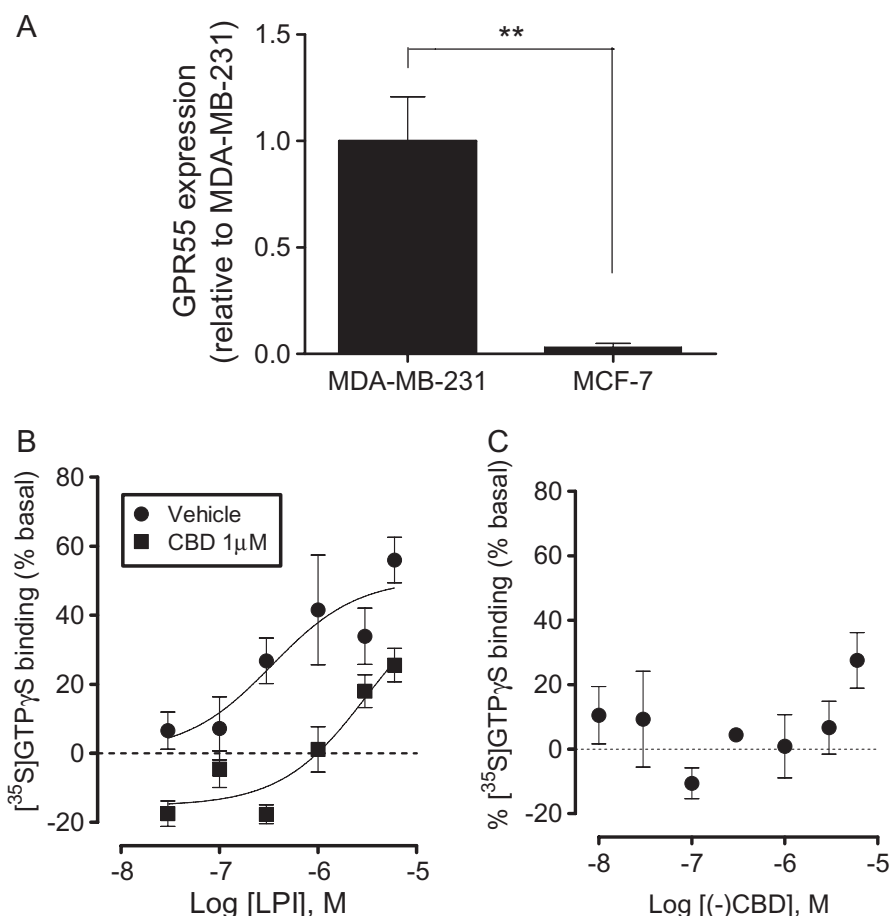 A
GPR55 expression
(relative to MDA-MB-231)
1.5
1.0
0.5
0.0
**
MDA-MB-231
MCF-7
B
[³⁵S]GTPγS binding (% basal)
80
60
40
20
0
-20
Vehicle
CBD 1μM
-8
-7
-6
-5
Log [LPI], M
C
% [³⁵S]GTPγS binding (% basal)
80
60
40
20
0
-20
-8
-7
-6
-5
Log [(-)CBD], M